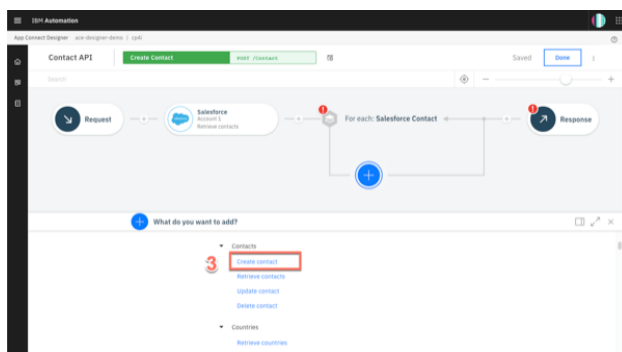 IBM Automation
App Connect Designer ace-designer-demo | cp4i
Contact API
Create Contact
POST /Contact
Saved
Done
Search
Request
Salesforce
Account 1
Retrieve contacts
For each: Salesforce Contact
Response
What do you want to add?
Contacts
3
Create contact
Retrieve contacts
Update contact
Delete contact
Countries
Retrieve countries